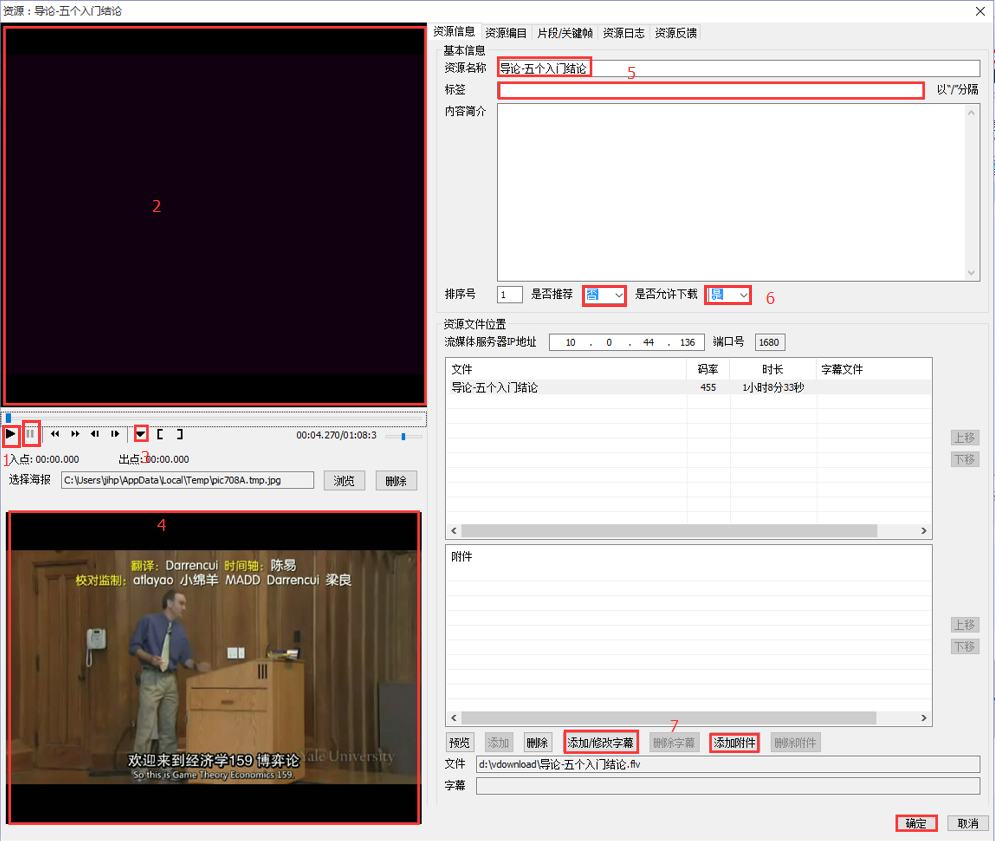 资源：导论-五个入门结论
2
1
3
00:04.270/01:08:3
入点: 00:00.000 出点: 00:00.000
选择海报 C:\Users\jihp\AppData\Local\Temp\pic708A.tmp.jpg 浏览 删除
4
翻译: Darrencui 时间轴: 陈易
校对监制: atlayao 小绵羊 MADD Darrencui 梁良
欢迎来到经济学159 博弈论
Yale University
So this is Game Theory Economics 159.
资源信息 资源编目 片段/关键帧 资源日志 资源反馈
基本信息
资源名称 导论-五个入门结论
5
标签 以"/"分隔
内容简介
排序号 1 是否推荐 否 是否允许下载 是 6
资源文件位置
流媒体服务器IP地址 10 . 0 . 44 . 136 端口号 1680
文件 码率 时长 字幕文件
导论-五个入门结论 455 1小时8分33秒
上移
下移
附件
上移
下移
7
预览 添加 删除 添加/修改字幕 删除字幕 添加附件 删除附件
文件 d:\vdownload\导论-五个入门结论.flv
字幕
确定 取消